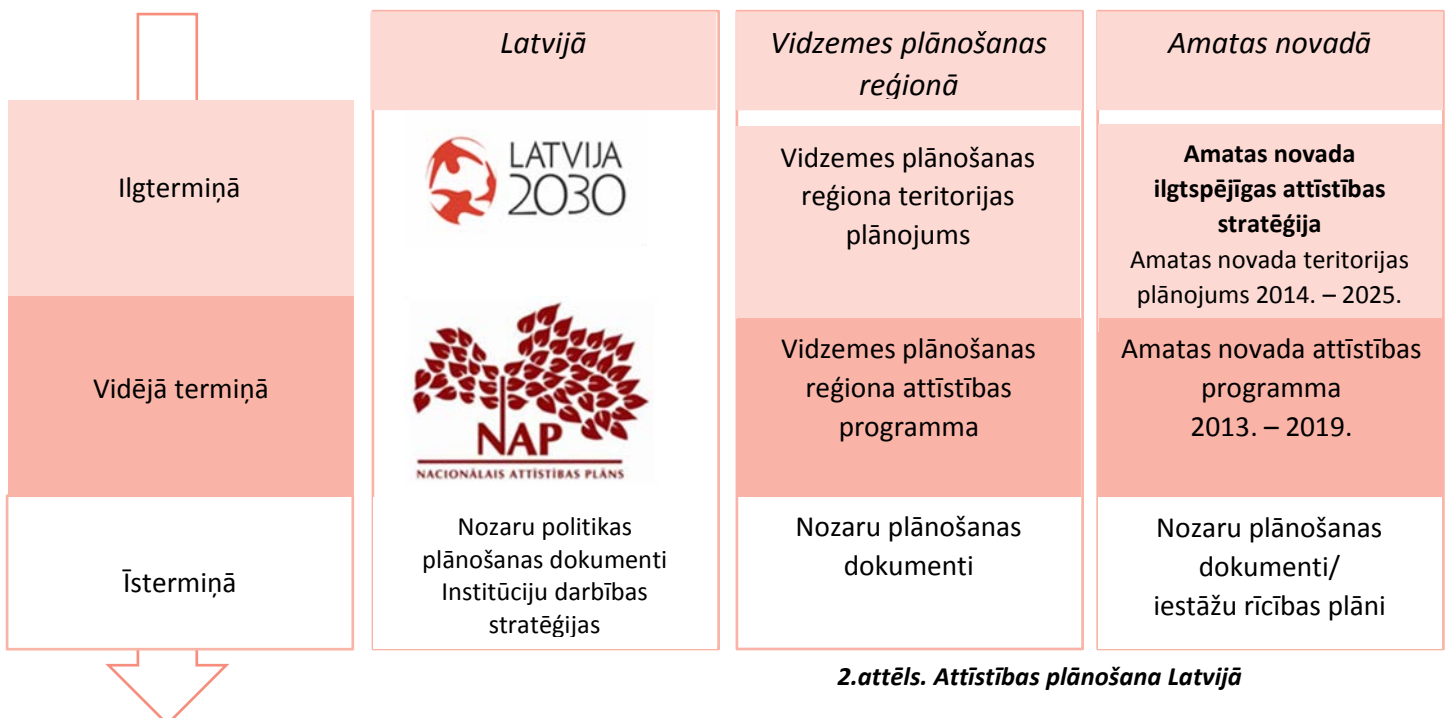 Latvijā
Vidzemes plānošanas
reģionā
Amatas novadā
Ilgtermiņā
LATVIJA
2030
Vidzemes plānošanas
reģiona teritorijas
plānojums
Amatas novada
ilgtspējīgas attīstības
stratēģija
Amatas novada teritorijas
plānojums 2014. – 2025.
Vidējā termiņā
NAP
NACIONĀLAIS ATTĪSTĪBAS PLĀNS
Vidzemes plānošanas
reģiona attīstības
programma
Amatas novada attīstības
programma
2013. – 2019.
Īstermiņā
Nozaru politikas
plānošanas dokumenti
Institūciju darbības
stratēģijas
Nozaru plānošanas
dokumenti
Nozaru plānošanas
dokumenti/
iestāžu rīcības plāni
2.attēls. Attīstības plānošana Latvijā